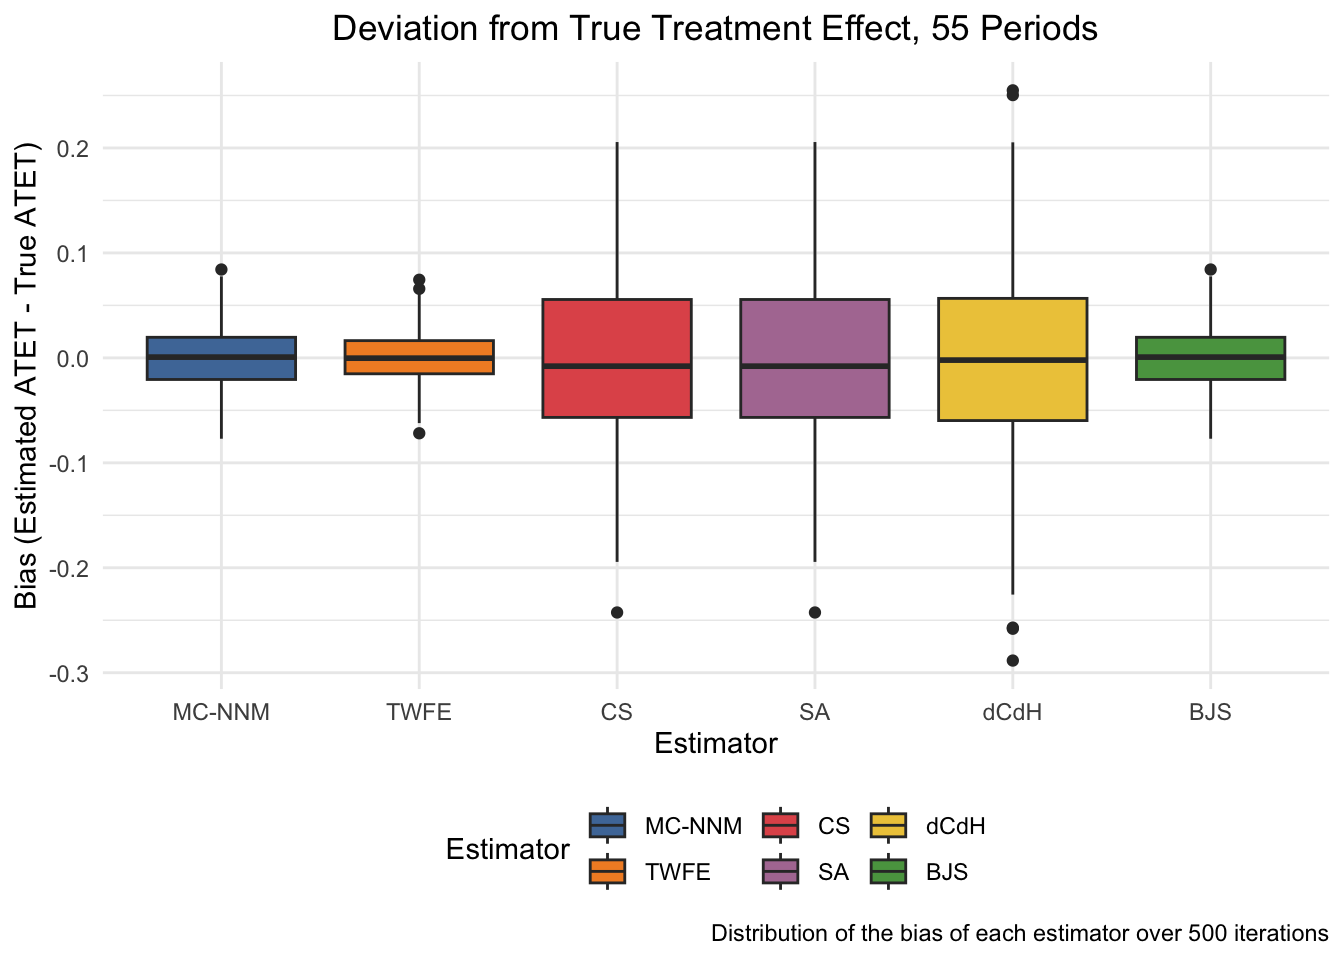 Deviation from True Treatment Effect, 55 Periods
Bias (Estimated ATET - True ATET)
0.2
0.1
0.0
-0.1
-0.2
-0.3
MC-NNM TWFE CS SA dCdH BJS
Estimator
Estimator
MC-NNM CS dCdH
TWFE SA BJS
Distribution of the bias of each estimator over 500 iterations